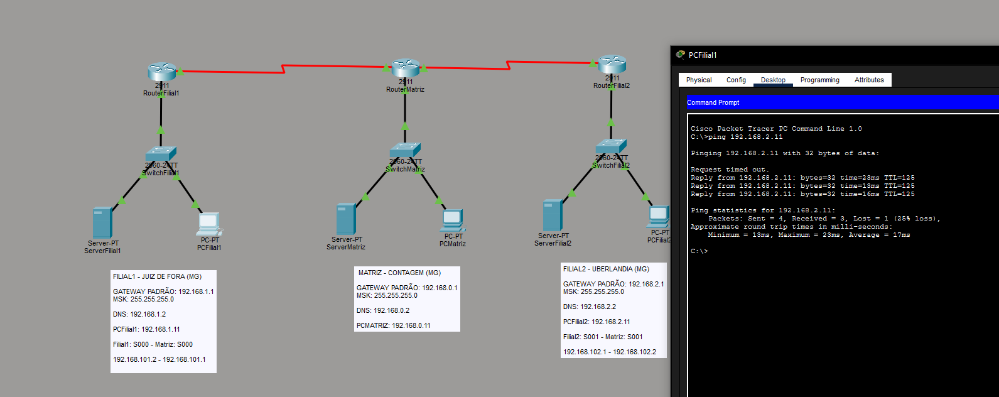 2911
RouterFilial1
2911
RouterMatriz
2911
RouterFilial2
2960-24TT
SwitchFilial1
2960-24TT
SwitchMatriz
2960-24TT
SwitchFilial2
Server-PT
ServerFilial1
PC-PT
PCFilial1
Server-PT
ServerMatriz
PC-PT
PCMatriz
Server-PT
ServerFilial2
PC-PT
PCFilial2
FILIAL1 - JUIZ DE FORA (MG)
GATEWAY PADRÃO: 192.168.1.1
MSK: 255.255.255.0
DNS: 192.168.1.2
PCFilial1: 192.168.1.11
Filial1: S000 - Matriz: S000
192.168.101.2 - 192.168.101.1
MATRIZ - CONTAGEM (MG)
GATEWAY PADRÃO: 192.168.0.1
MSK: 255.255.255.0
DNS: 192.168.0.2
PCMATRIZ: 192.168.0.11
FILIAL2 - UBERLANDIA (MG)
GATEWAY PADRÃO: 192.168.2.1
MSK: 255.255.255.0
DNS: 192.168.2.2
PCFilial2: 192.168.2.11
Filial2: S001 - Matriz: S001
192.168.102.1 - 192.168.102.2
PCFilial1
Physical Config Desktop Programming Attributes
Command Prompt
Cisco Packet Tracer PC Command Line 1.0
C:\>ping 192.168.2.11
Pinging 192.168.2.11 with 32 bytes of data:
Request timed out.
Reply from 192.168.2.11: bytes=32 time=23ms TTL=125
Reply from 192.168.2.11: bytes=32 time=13ms TTL=125
Reply from 192.168.2.11: bytes=32 time=16ms TTL=125
Ping statistics for 192.168.2.11:
Packets: Sent = 4, Received = 3, Lost = 1 (25% loss),
Approximate round trip times in milli-seconds:
Minimum = 13ms, Maximum = 23ms, Average = 17ms
C:\>